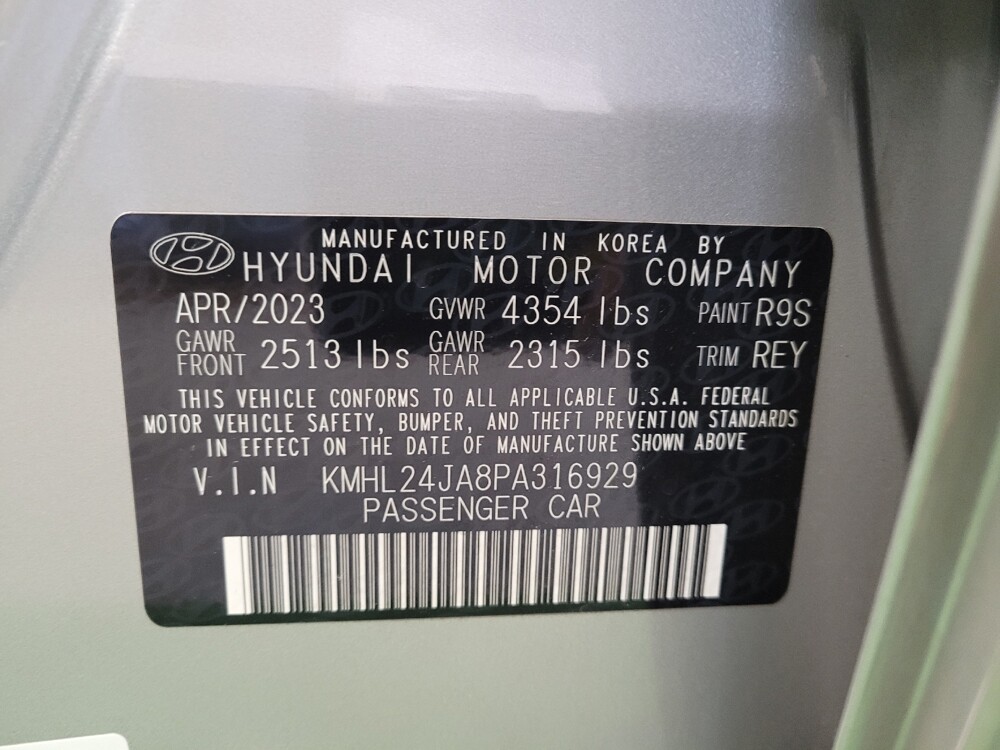 MANUFACTURED IN KOREA BY
HYUNDAI MOTOR COMPANY
APR/2023 GVWR 4354 lbs PAINT R9S
GAWR FRONT 2513 lbs GAWR REAR 2315 lbs TRIM REY
THIS VEHICLE CONFORMS TO ALL APPLICABLE U.S.A. FEDERAL
MOTOR VEHICLE SAFETY, BUMPER, AND THEFT PREVENTION STANDARDS
IN EFFECT ON THE DATE OF MANUFACTURE SHOWN ABOVE
V.I.N KMHL24JA8PA316929
PASSENGER CAR